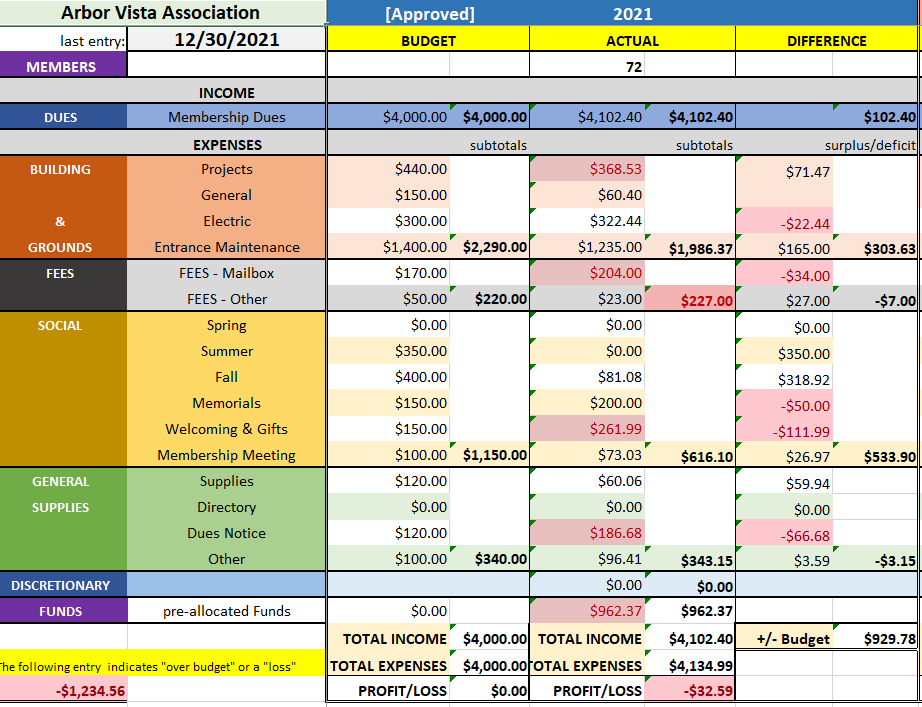 Arbor Vista Association [Approved] 2021
last entry: 12/30/2021 BUDGET ACTUAL DIFFERENCE
MEMBERS 72
INCOME
DUES Membership Dues $4,000.00 $4,000.00 $4,102.40 $4,102.40 $102.40
EXPENSES subtotals subtotals surplus/deficit
BUILDING Projects $440.00 $368.53 $71.47
General $150.00 $60.40
& Electric $300.00 $322.44 -$22.44
GROUNDS Entrance Maintenance $1,400.00 $2,290.00 $1,235.00 $1,986.37 $165.00 $303.63
FEES FEES - Mailbox $170.00 $204.00 -$34.00
FEES - Other $50.00 $220.00 $23.00 $227.00 $27.00 -$7.00
SOCIAL Spring $0.00 $0.00 $0.00
Summer $350.00 $0.00 $350.00
Fall $400.00 $81.08 $318.92
Memorials $150.00 $200.00 -$50.00
Welcoming & Gifts $150.00 $261.99 -$111.99
Membership Meeting $100.00 $1,150.00 $73.03 $616.10 $26.97 $533.90
GENERAL Supplies $120.00 $60.06 $59.94
SUPPLIES Directory $0.00 $0.00 $0.00
Dues Notice $120.00 $186.68 -$66.68
Other $100.00 $340.00 $96.41 $343.15 $3.59 -$3.15
DISCRETIONARY $0.00 $0.00
FUNDS pre-allocated Funds $0.00 $962.37 $962.37
TOTAL INCOME $4,000.00 TOTAL INCOME $4,102.40 +/- Budget $929.78
The following entry indicates "over budget" or a "loss" TOTAL EXPENSES $4,000.00 TOTAL EXPENSES $4,134.99
-$1,234.56 PROFIT/LOSS $0.00 PROFIT/LOSS -$32.59